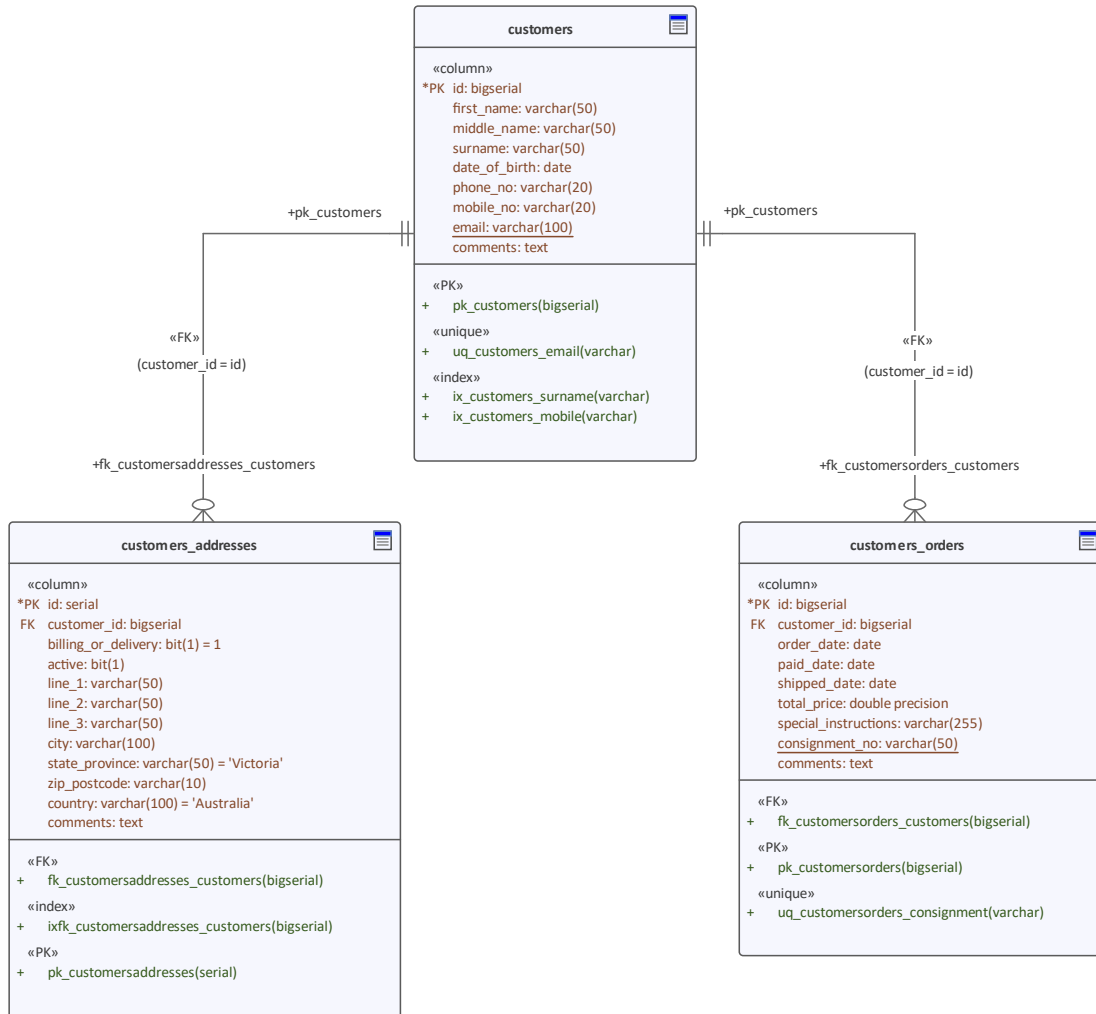 customers
«column»
*PK id: bigserial
first_name: varchar(50)
middle_name: varchar(50)
surname: varchar(50)
date_of_birth: date
phone_no: varchar(20)
mobile_no: varchar(20)
email: varchar(100)
comments: text
«PK»
+ pk_customers(bigserial)
«unique»
+ uq_customers_email(varchar)
«index»
+ ix_customers_surname(varchar)
+ ix_customers_mobile(varchar)
+pk_customers
«FK»
(customer_id = id)
+fk_customersaddresses_customers
+pk_customers
«FK»
(customer_id = id)
+fk_customersorders_customers
customers_addresses
«column»
*PK id: serial
FK customer_id: bigserial
billing_or_delivery: bit(1) = 1
active: bit(1)
line_1: varchar(50)
line_2: varchar(50)
line_3: varchar(50)
city: varchar(100)
state_province: varchar(50) = 'Victoria'
zip_postcode: varchar(10)
country: varchar(100) = 'Australia'
comments: text
«FK»
+ fk_customersaddresses_customers(bigserial)
«index»
+ ixfk_customersaddresses_customers(bigserial)
«PK»
+ pk_customersaddresses(serial)
customers_orders
«column»
*PK id: bigserial
FK customer_id: bigserial
order_date: date
paid_date: date
shipped_date: date
total_price: double precision
special_instructions: varchar(255)
consignment_no: varchar(50)
comments: text
«FK»
+ fk_customersorders_customers(bigserial)
«PK»
+ pk_customersorders(bigserial)
«unique»
+ uq_customersorders_consignment(varchar)